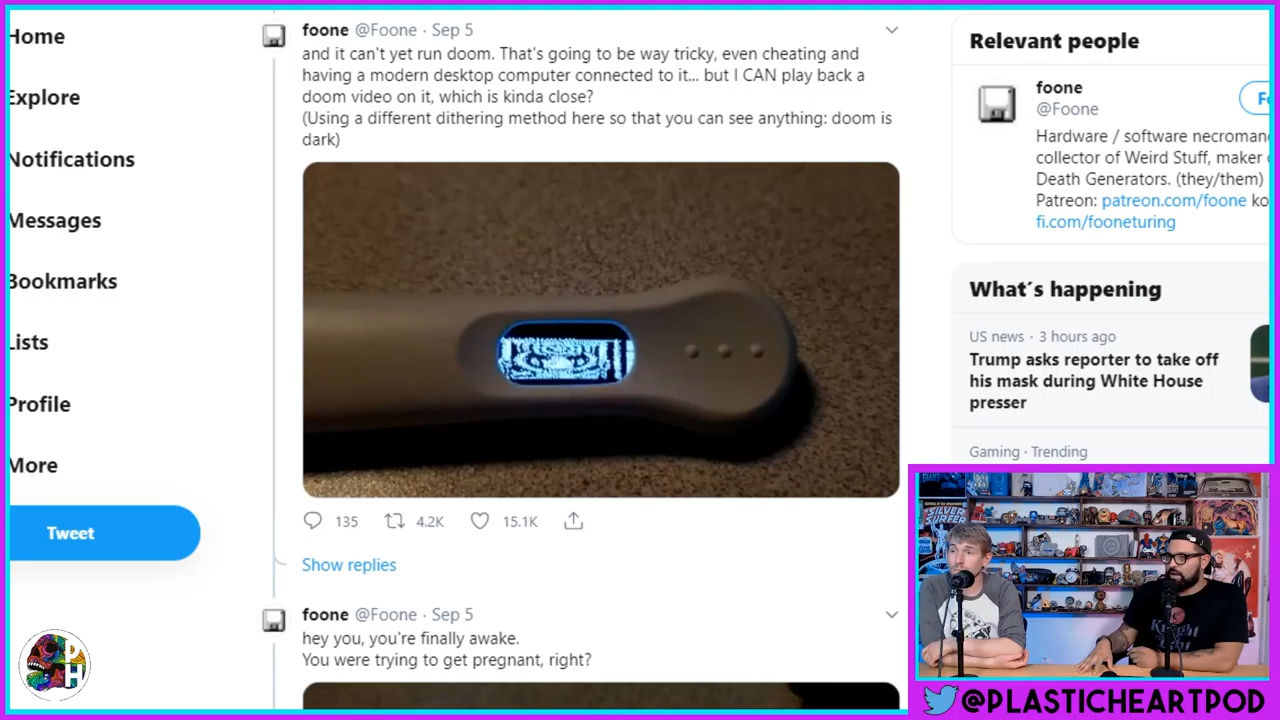 Home
Explore
Notifications
Messages
Bookmarks
Lists
Profile
More
Tweet
foone @Foone · Sep 5
and it can't yet run doom. That's going to be way tricky, even cheating and
having a modern desktop computer connected to it... but I CAN play back a
doom video on it, which is kinda close?
(Using a different dithering method here so that you can see anything: doom is
dark)
135 4.2K 15.1K
Show replies
foone @Foone · Sep 5
hey you, you're finally awake.
You were trying to get pregnant, right?
Relevant people
foone
@Foone
Hardware / software
collector of Weird Stuff, maker
Death Generators. (they/them)
Patreon: patreon.com/foone ko
fi.com/fooneturing
What´s happening
US news · 3 hours ago
Trump asks reporter to take off
his mask during White House
presser
Gaming · Trending
SILVER
SURFER
Knight
PH
@PLASTICHEARTPOD